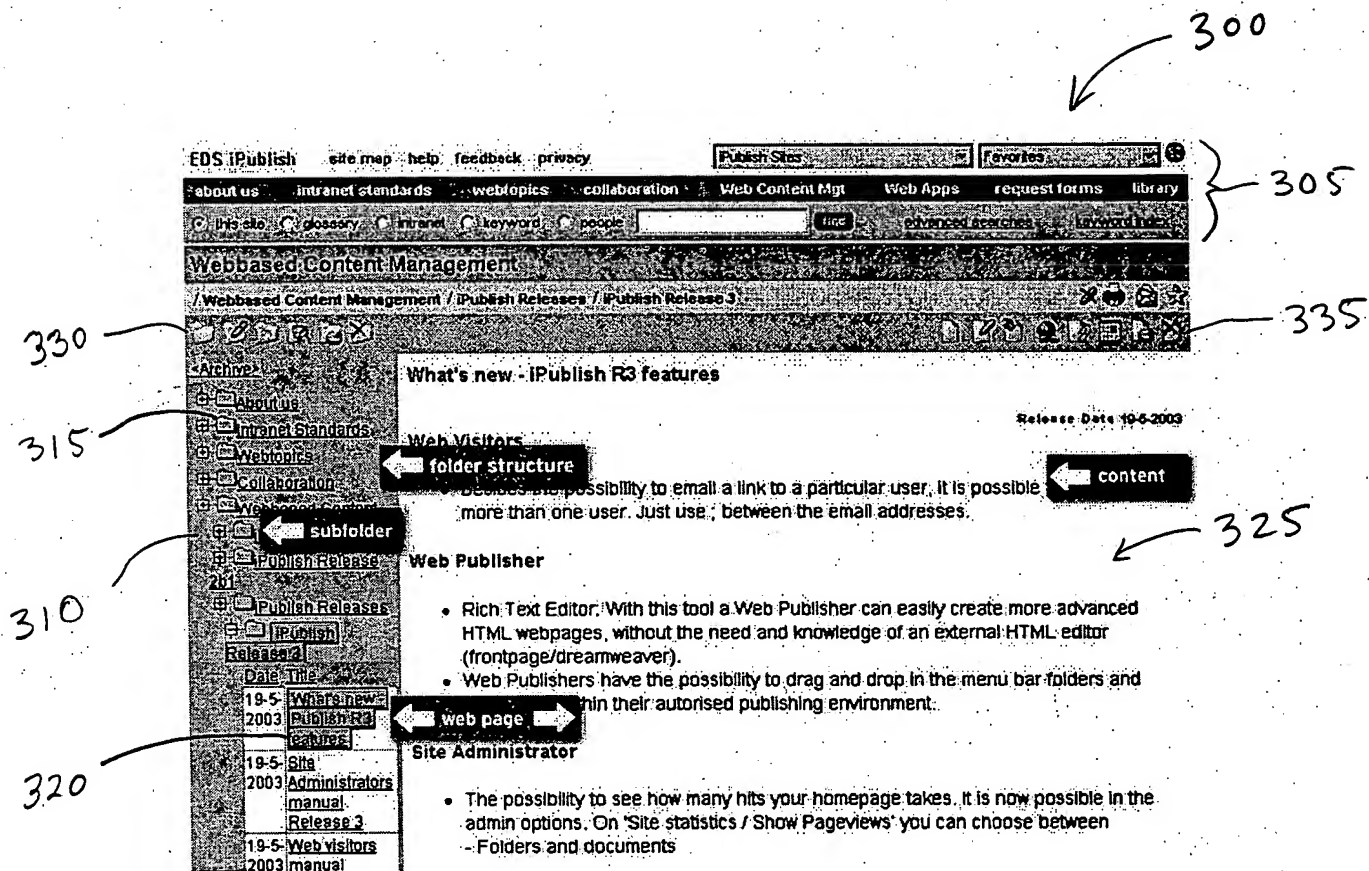 300
EDS iPublish site map help feedback privacy Publish Sites Favorites
305
about us intranet standards webtopics collaboration Web Content Mgt Web Apps request forms library
this site glossary intranet keyword people find advanced searches keyword index
Webbased Content Management
/ Webbased Content Management / iPublish Releases / iPublish Release 3
330
335
<Archive>
About us
315
Intranet Standards
Webtopics
Collaboration
folder structure
subfolder
310
iPublish Release
2b1
iPublish Releases
iPublish
Release 3
Date Title
19-5-2003 What's new - iPublish R3 features
320
19-5-2003 Site Administrators manual Release 3
19-5-2003 Web visitors manual
What's new - iPublish R3 features
Release Date 19-5-2003
Web Visitors
content
Besides the possibility to email a link to a particular user, it is possible
more than one user. Just use ; between the email addresses.
325
Web Publisher
• Rich Text Editor: With this tool a Web Publisher can easily create more advanced
HTML webpages, without the need and knowledge of an external HTML editor
(frontpage/dreamweaver).
• Web Publishers have the possibility to drag and drop in the menu bar folders and
web page
within their autorised publishing environment.
Site Administrator
• The possibility to see how many hits your homepage takes. It is now possible in the
admin options. On 'Site statistics / Show Pageviews' you can choose between
- Folders and documents